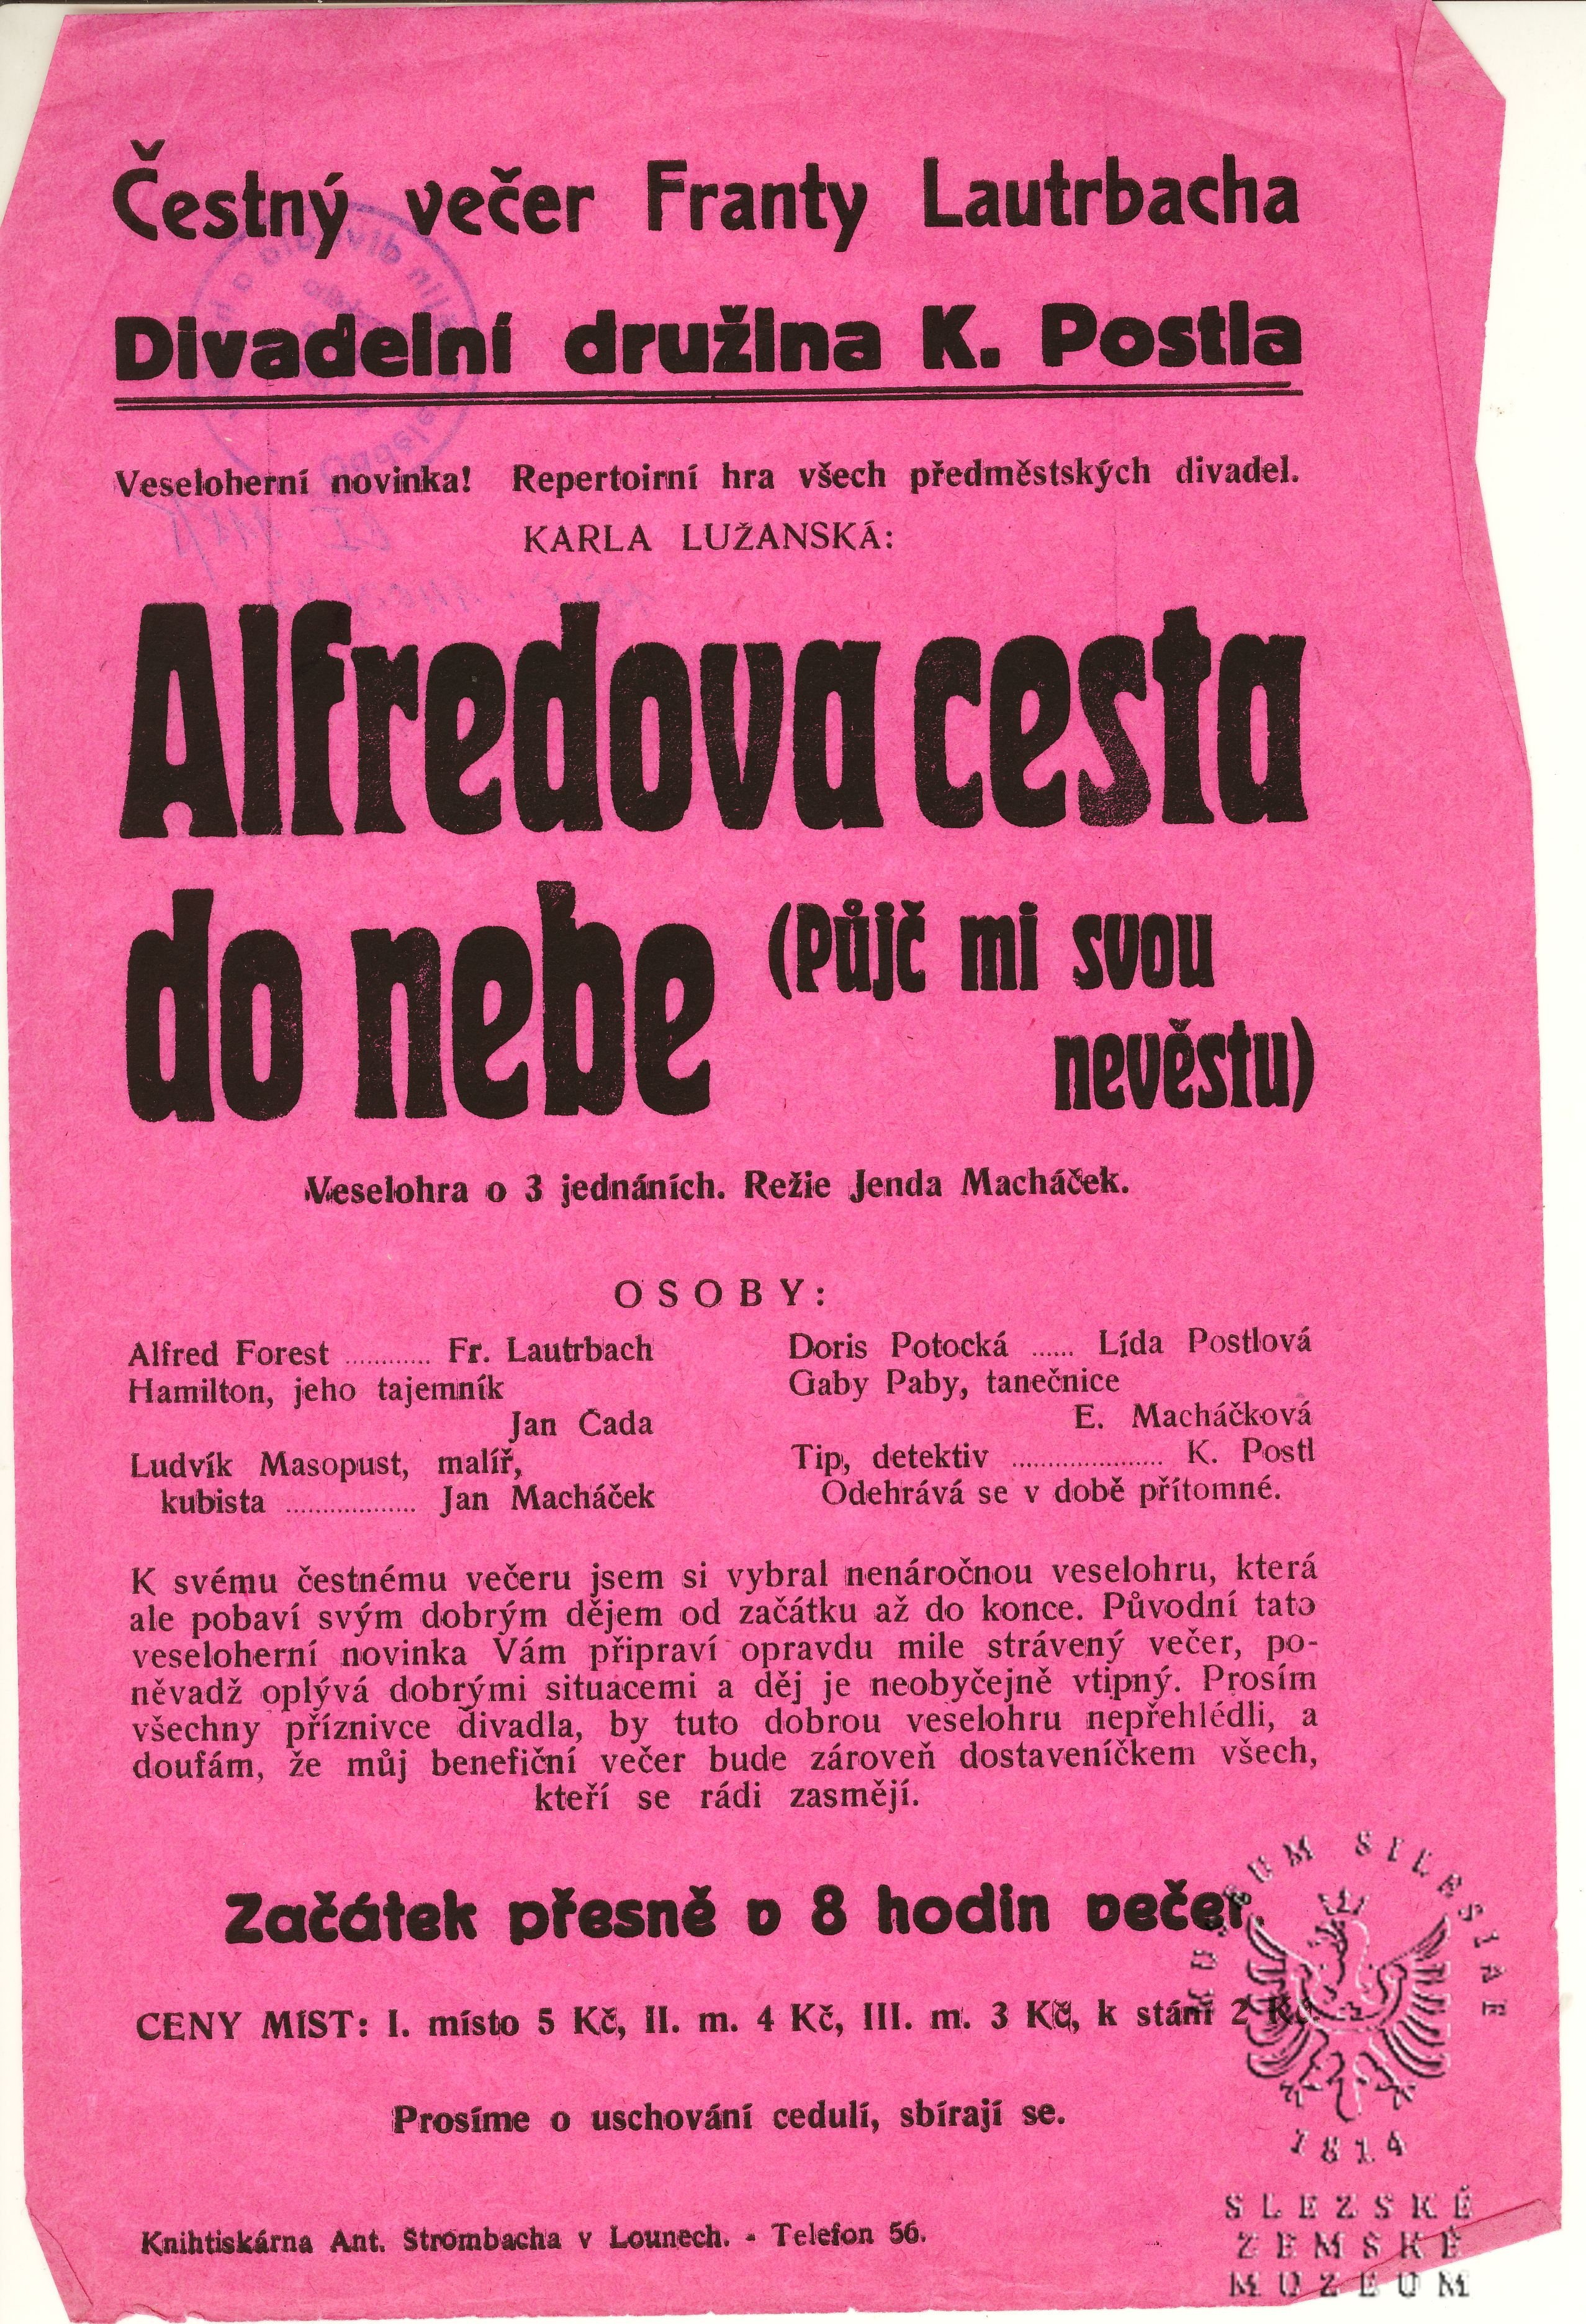 Čestný večer Franty Lautrbacha
Divadelní družina K. Postla
Veseloherní novinka! Repertoirní hra všech předměstských divadel.
KARLA LUŽANSKÁ:
Alfredova cesta
do nebe (Půjč mi svou
nevěstu)
Veselohra o 3 jednáních. Režie Jenda Macháček.
OSOBY:
Alfred Forest ............ Fr. Lautrbach
Hamilton, jeho tajemník
Jan Čada
Ludvík Masopust, malíř,
kubista .................. Jan Macháček
Doris Potocká ...... Lída Postlová
Gaby Paby, tanečnice
E. Macháčková
Tip, detektiv ..................... K. Postl
Odehrává se v době přítomné.
K svému čestnému večeru jsem si vybral nenáročnou veselohru, která
ale pobaví svým dobrým dějem od začátku až do konce. Původní tato
veseloherní novinka Vám připraví opravdu mile strávený večer, po-
něvadž oplývá dobrými situacemi a děj je neobyčejně vtipný. Prosím
všechny příznivce divadla, by tuto dobrou veselohru nepřehlédli, a
doufám, že můj benefiční večer bude zároveň dostaveníčkem všech,
kteří se rádi zasmějí.
Začátek přesně v 8 hodin večer.
CENY MÍST: I. místo 5 Kč, II. m. 4 Kč, III. m. 3 Kč, k stání 2 Kč.
Prosíme o uschování cedulí, sbírají se.
Knihtiskárna Ant. Strombacha v Lounech. - Telefon 56.
MUSEUM SILESIAE
1814
SLEZSKÉ
ZEMSKÉ
MUZEUM